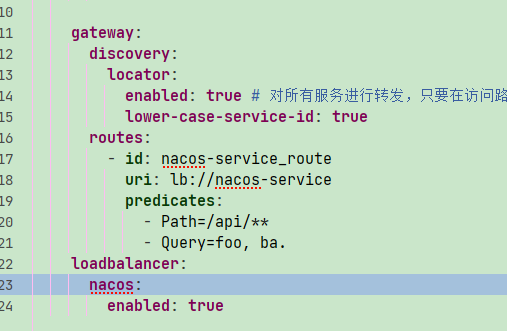 10
11 gateway:
12 discovery:
13 locator:
14 enabled: true # 对所有服务进行转发，只要在访问路
15 lower-case-service-id: true
16 routes:
17 - id: nacos-service_route
18 uri: lb://nacos-service
19 predicates:
20 - Path=/api/**
21 - Query=foo, ba.
22 loadbalancer:
23 nacos:
24 enabled: true